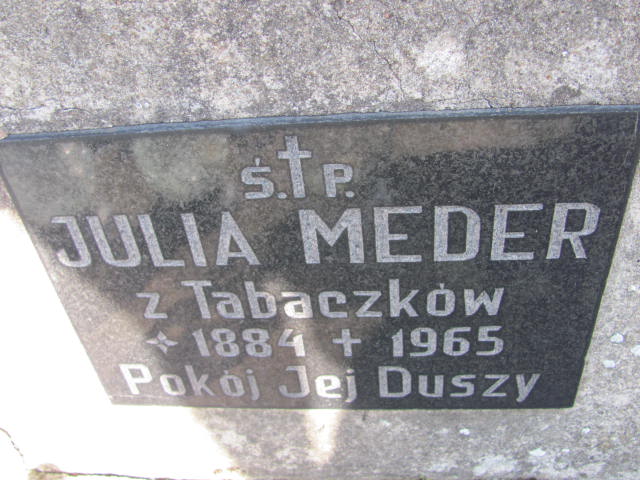 Ś.†P.
JULIA MEDER
z Tabaczków
✦ 1884 ✝ 1965
Pokój Jej Duszy